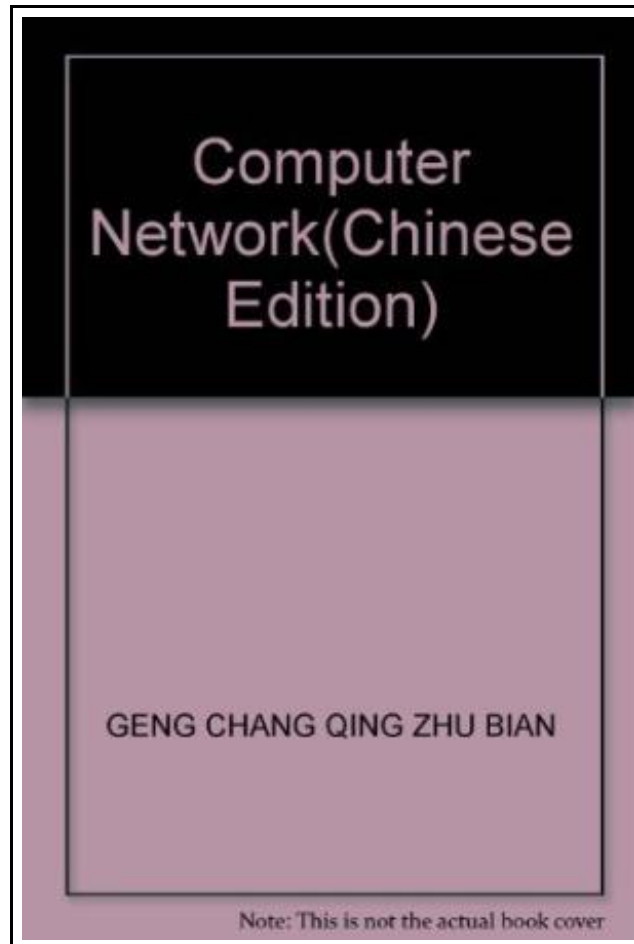 Computer
Network(Chinese
Edition)
GENG CHANG QING ZHU BIAN
Note: This is not the actual book cover